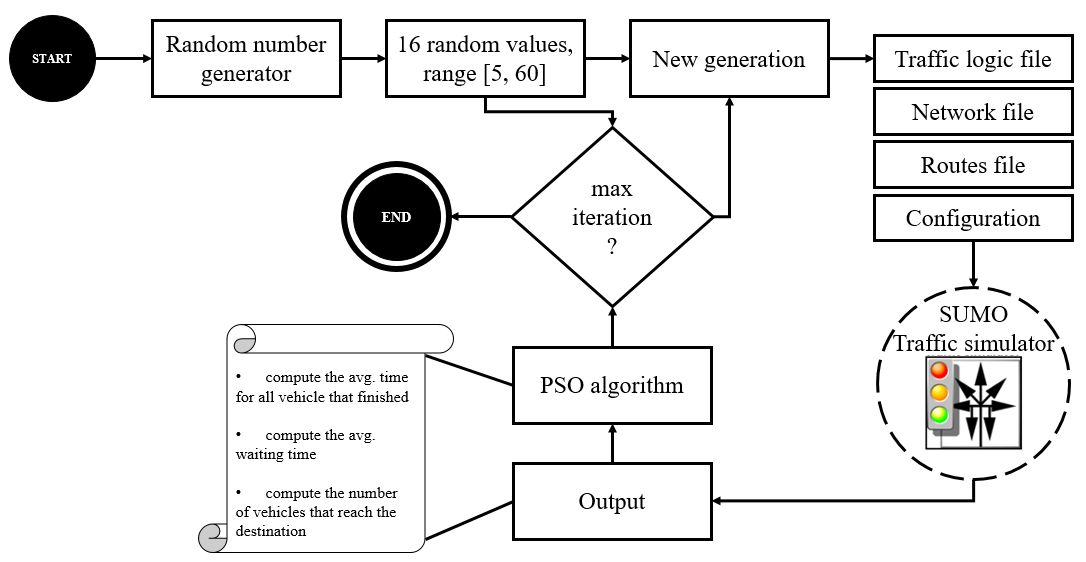 START
Random number
generator
16 random values,
range [5, 60]
New generation
Traffic logic file
Network file
Routes file
Configuration
max
iteration
?
END
SUMO
Traffic simulator
PSO algorithm
Output
• compute the avg. time
for all vehicle that finished
• compute the avg.
waiting time
• compute the number
of vehicles that reach the
destination